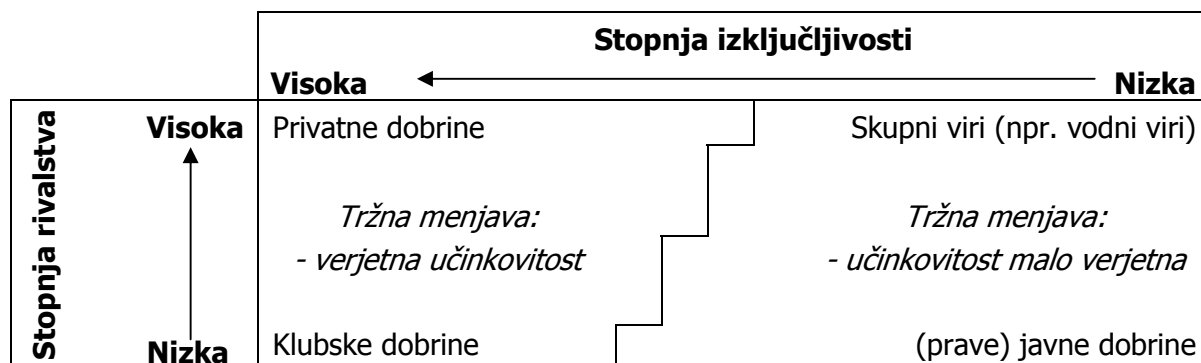 Stopnja izključljivosti
Visoka Nizka
Stopnja rivalstva
Visoka Privatne dobrine Skupni viri (npr. vodni viri)
Tržna menjava: Tržna menjava:
- verjetna učinkovitost - učinkovitost malo verjetna
Nizka Klubske dobrine (prave) javne dobrine